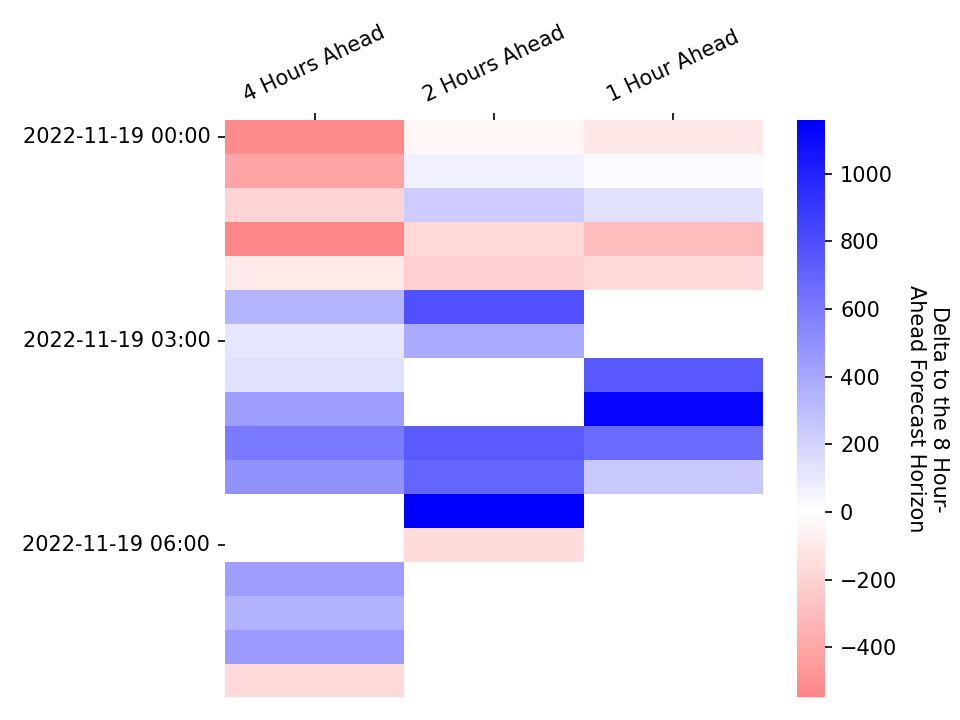 4 Hours Ahead
2 Hours Ahead
1 Hour Ahead
2022-11-19 00:00
2022-11-19 03:00
2022-11-19 06:00
1000
800
600
400
200
0
−200
−400
Delta to the 8 Hour-
Ahead Forecast Horizon